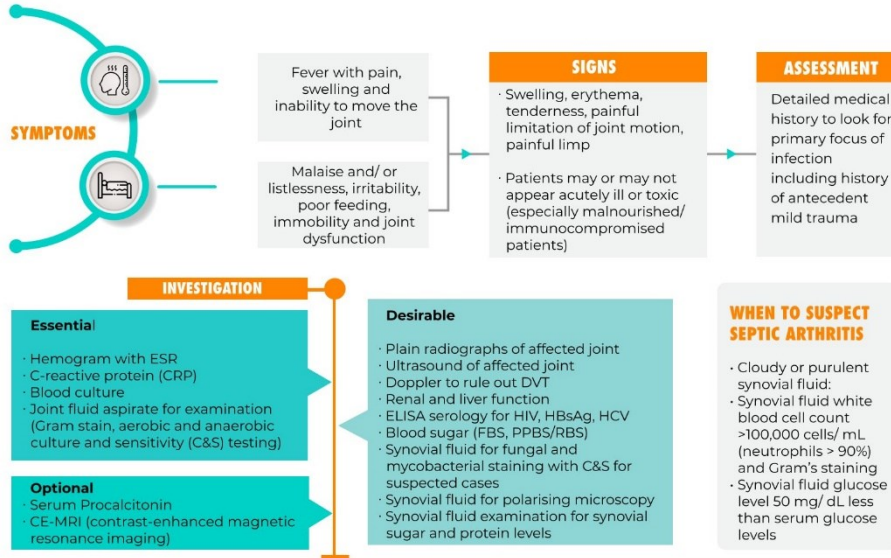 SYMPTOMS
Fever with pain,
swelling and
inability to move the
joint
Malaise and/ or
listlessness, irritability,
poor feeding,
immobility and joint
dysfunction
SIGNS
· Swelling, erythema,
tenderness, painful
limitation of joint motion,
painful limp
· Patients may or may not
appear acutely ill or toxic
(especially malnourished/
immunocompromised
patients)
ASSESSMENT
Detailed medical
history to look for
primary focus of
infection
including history
of antecedent
mild trauma
INVESTIGATION
Essential
· Hemogram with ESR
· C-reactive protein (CRP)
· Blood culture
· Joint fluid aspirate for examination
(Gram stain, aerobic and anaerobic
culture and sensitivity (C&S) testing)
Optional
· Serum Procalcitonin
· CE-MRI (contrast-enhanced magnetic
resonance imaging)
Desirable
· Plain radiographs of affected joint
· Ultrasound of affected joint
· Doppler to rule out DVT
· Renal and liver function
· ELISA serology for HIV, HBsAg, HCV
· Blood sugar (FBS, PPBS/RBS)
· Synovial fluid for fungal and
mycobacterial staining with C&S for
suspected cases
· Synovial fluid for polarising microscopy
· Synovial fluid examination for synovial
sugar and protein levels
WHEN TO SUSPECT
SEPTIC ARTHRITIS
· Cloudy or purulent
synovial fluid:
· Synovial fluid white
blood cell count
>100,000 cells/ mL
(neutrophils > 90%)
and Gram's staining
· Synovial fluid glucose
level 50 mg/ dL less
than serum glucose
levels